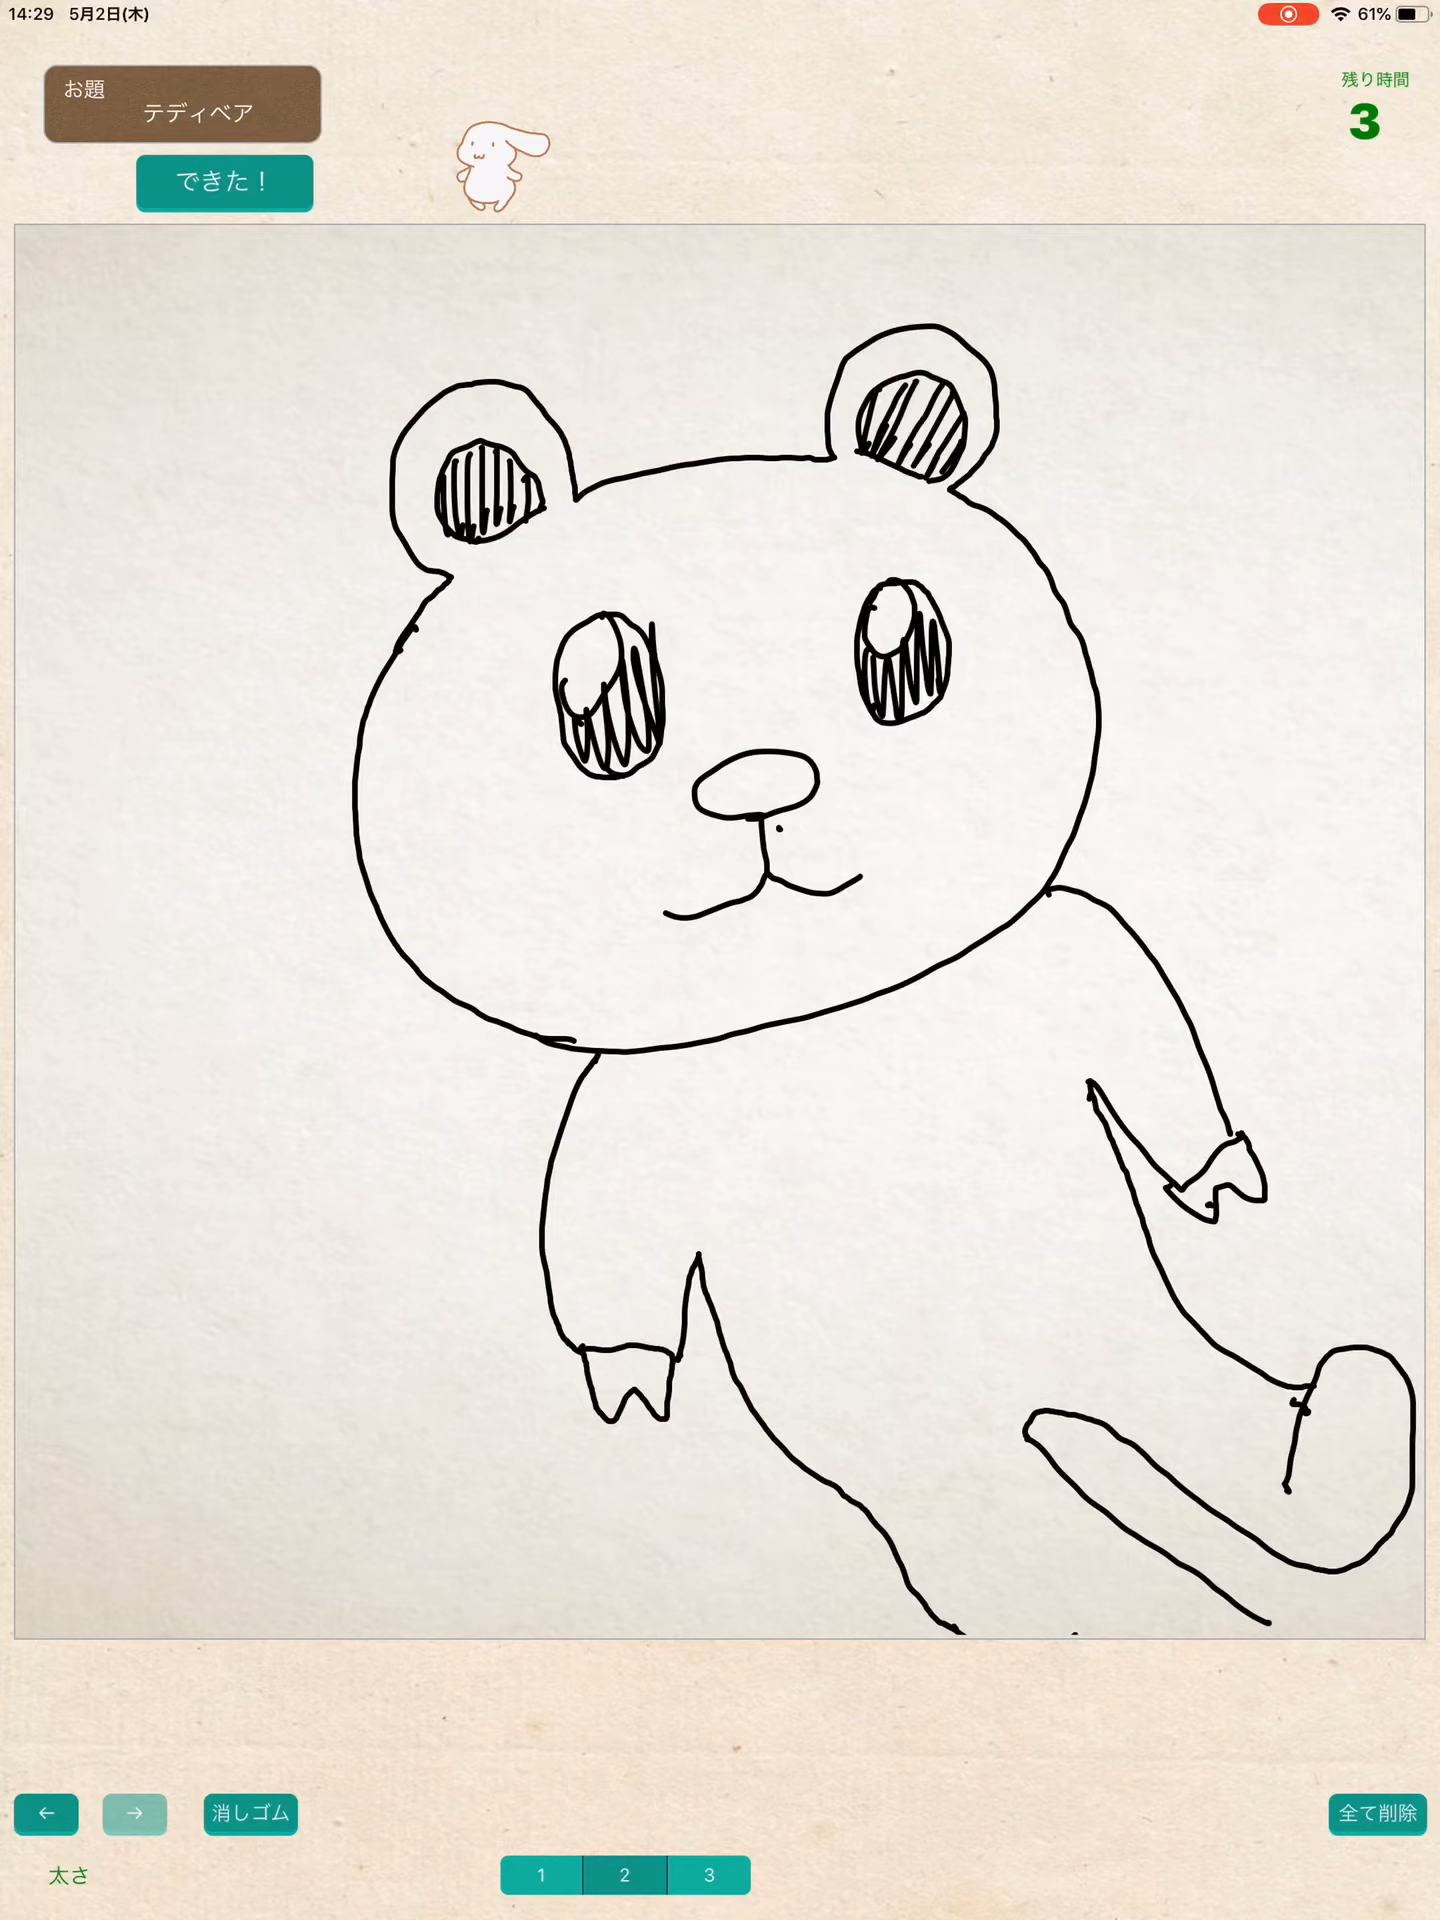 14:29 5月2日(木)
61%
お題
テディベア
残り時間
3
できた！
← → 消しゴム 全て削除
太さ 1 2 3